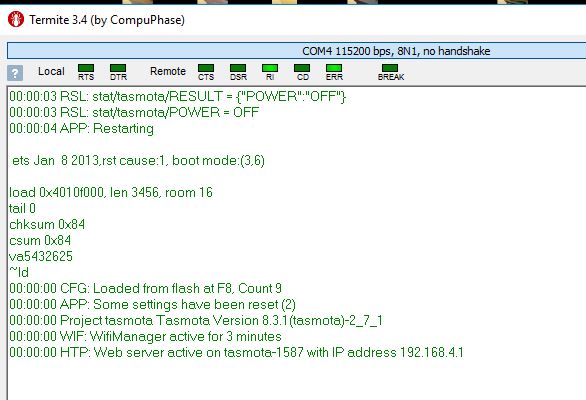 Termite 3.4 (by CompuPhase)
COM4 115200 bps, 8N1, no handshake
? Local RTS DTR Remote CTS DSR RI CD ERR BREAK
00:00:03 RSL: stat/tasmota/RESULT = {"POWER":"OFF"}
00:00:03 RSL: stat/tasmota/POWER = OFF
00:00:04 APP: Restarting
ets Jan  8 2013,rst cause:1, boot mode:(3,6)
load 0x4010f000, len 3456, room 16
tail 0
chksum 0x84
csum 0x84
va5432625
~ld
00:00:00 CFG: Loaded from flash at F8, Count 9
00:00:00 APP: Some settings have been reset (2)
00:00:00 Project tasmota Tasmota Version 8.3.1(tasmota)-2_7_1
00:00:00 WIF: WifiManager active for 3 minutes
00:00:00 HTP: Web server active on tasmota-1587 with IP address 192.168.4.1